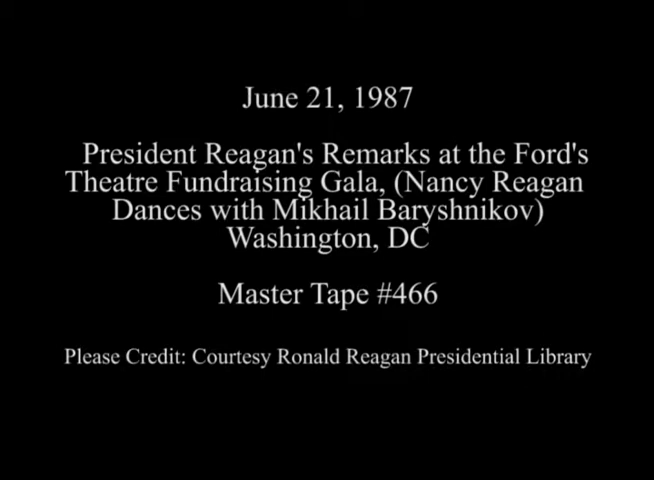 June 21, 1987
President Reagan's Remarks at the Ford's
Theatre Fundraising Gala, (Nancy Reagan
Dances with Mikhail Baryshnikov)
Washington, DC
Master Tape #466
Please Credit: Courtesy Ronald Reagan Presidential Library